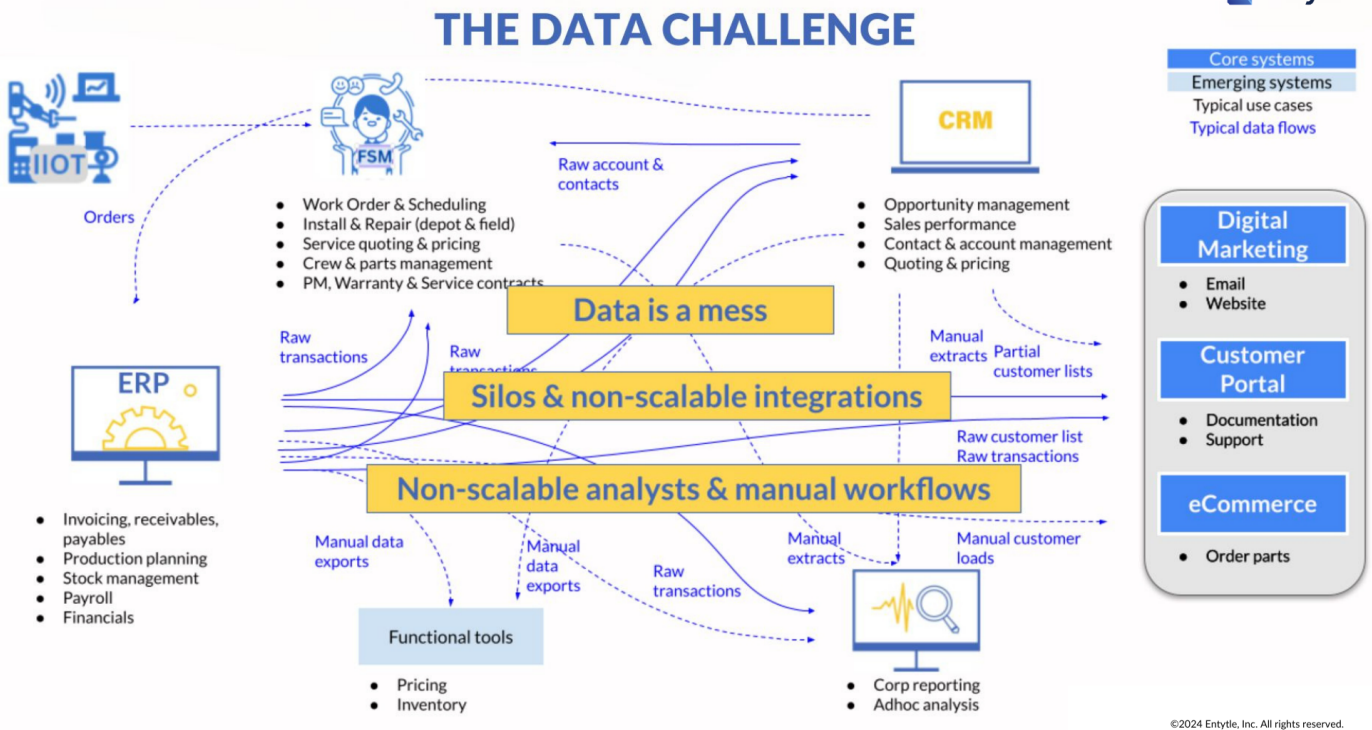 THE DATA CHALLENGE
Core systems
Emerging systems
Typical use cases
Typical data flows
IIOT
FSM
CRM
Orders
Raw account &
contacts
● Work Order & Scheduling
● Install & Repair (depot & field)
● Service quoting & pricing
● Crew & parts management
● PM, Warranty & Service contracts
● Opportunity management
● Sales performance
● Contact & account management
● Quoting & pricing
Digital
Marketing
● Email
● Website
Customer
Portal
● Documentation
● Support
eCommerce
● Order parts
Data is a mess
Raw
transactions
Raw
transactions
Manual
extracts
Partial
customer lists
Silos & non-scalable integrations
ERP
Raw customer list
Raw transactions
Non-scalable analysts & manual workflows
● Invoicing, receivables,
payables
● Production planning
● Stock management
● Payroll
● Financials
Manual data
exports
Manual
data
exports
Raw
transactions
Manual
extracts
Manual customer
loads
Functional tools
● Pricing
● Inventory
● Corp reporting
● Adhoc analysis
©2024 Entytle, Inc. All rights reserved.